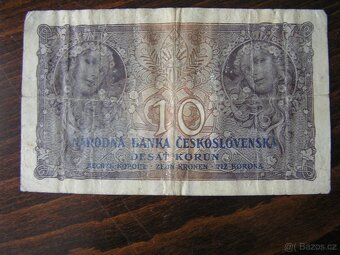 10
NÁRODNÁ BANKA ČESKOSLOVENSKÁ
DESAŤ KORÚN
ZEHN KRONEN - TÍZ KORONA
© Bazos.cz